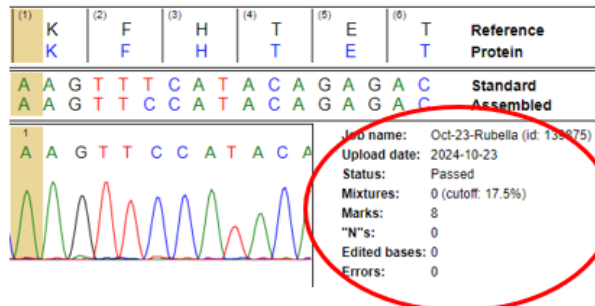 (1) (2) (3) (4) (5) (6)
K F H T E T Reference
K F H T E T Protein
A A G T T T C A T A C A G A G A C Standard
A A G T T C C A T A C A G A G A C Assembled
1
A A G T T C C A T A C A
Job name: Oct-23-Rubella (id: 139875)
Upload date: 2024-10-23
Status: Passed
Mixtures: 0 (cutoff: 17.5%)
Marks: 8
"N"s: 0
Edited bases: 0
Errors: 0